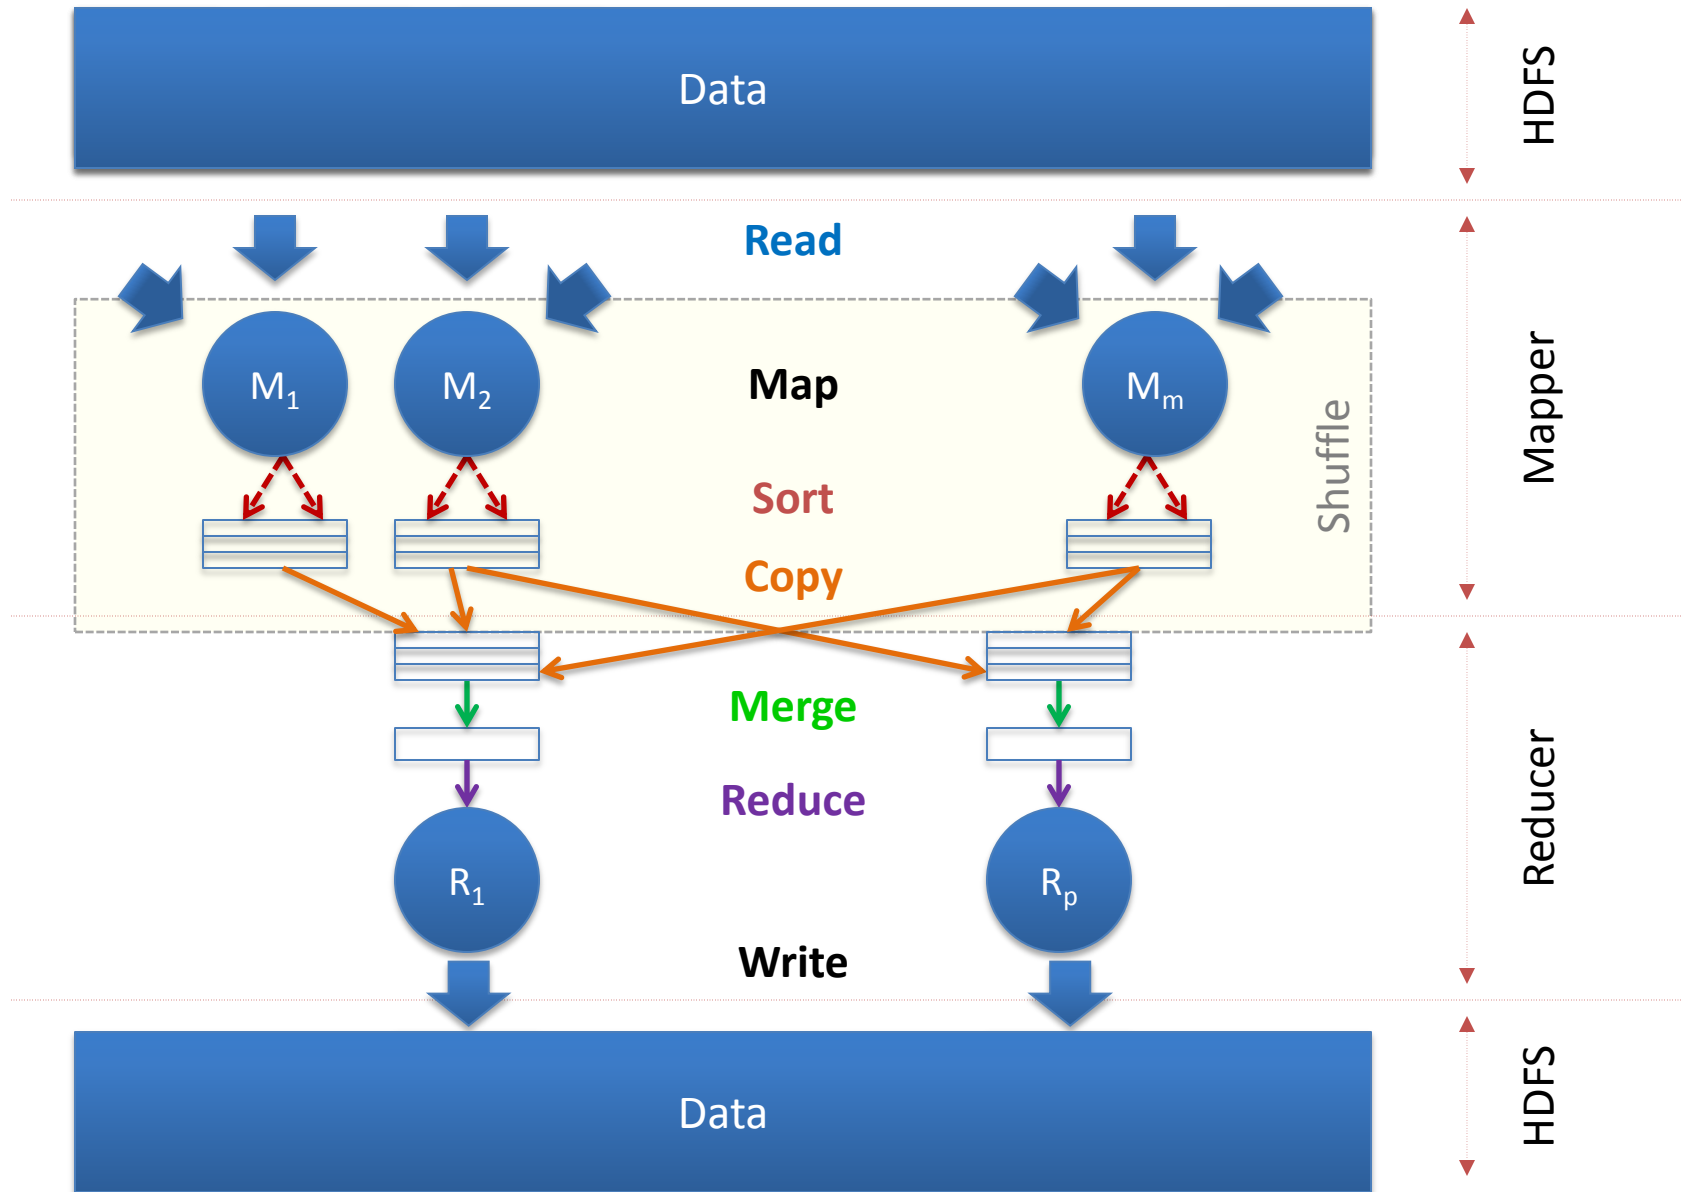 Data
HDFS
Read
M1
M2
Map
Mm
Shuffle
Mapper
Sort
Copy
Merge
Reduce
Reducer
R1
Rp
Write
Data
HDFS